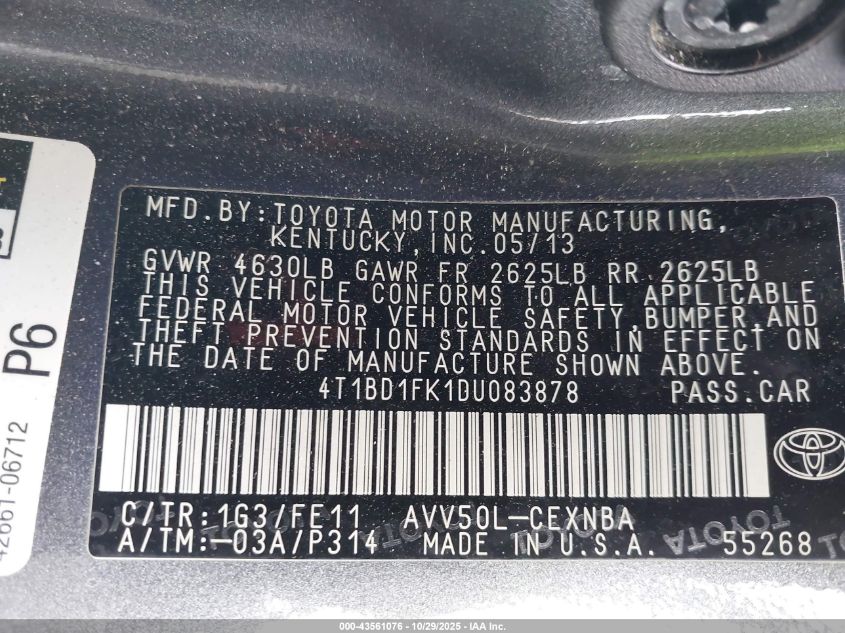 MFD.BY:TOYOTA MOTOR MANUFACTURING,
KENTUCKY,INC.05/13
GVWR 4630LB GAWR FR 2625LB RR 2625LB
THIS VEHICLE CONFORMS TO ALL APPLICABLE
FEDERAL MOTOR VEHICLE SAFETY,BUMPER,AND
THEFT PREVENTION STANDARDS IN EFFECT ON
THE DATE OF MANUFACTURE SHOWN ABOVE.
4T1BD1FK1DU083878 PASS.CAR
C/TR:1G3/FE11 AVV50L-CEXNBA
A/TM:-03A/P314 MADE IN U.S.A. 55268
P6
42661-06712
TOYOTA
TOYOTA
TOYOTA
000-43561076 / 10/29/2025 - IAA Inc.